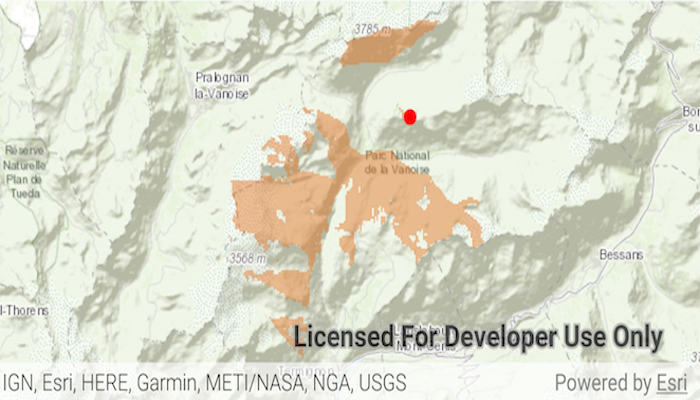 3785 m
Pralognan
la-Vanoise
Bon
su
Réserve
Naturelle
Plan de
Tueda
Parc National
de la Vanoise
3568 m
Bessans
l-Thorens
Licensed For Developer Use Only
IGN, Esri, HERE, Garmin, METI/NASA, NGA, USGS
Powered by Esri